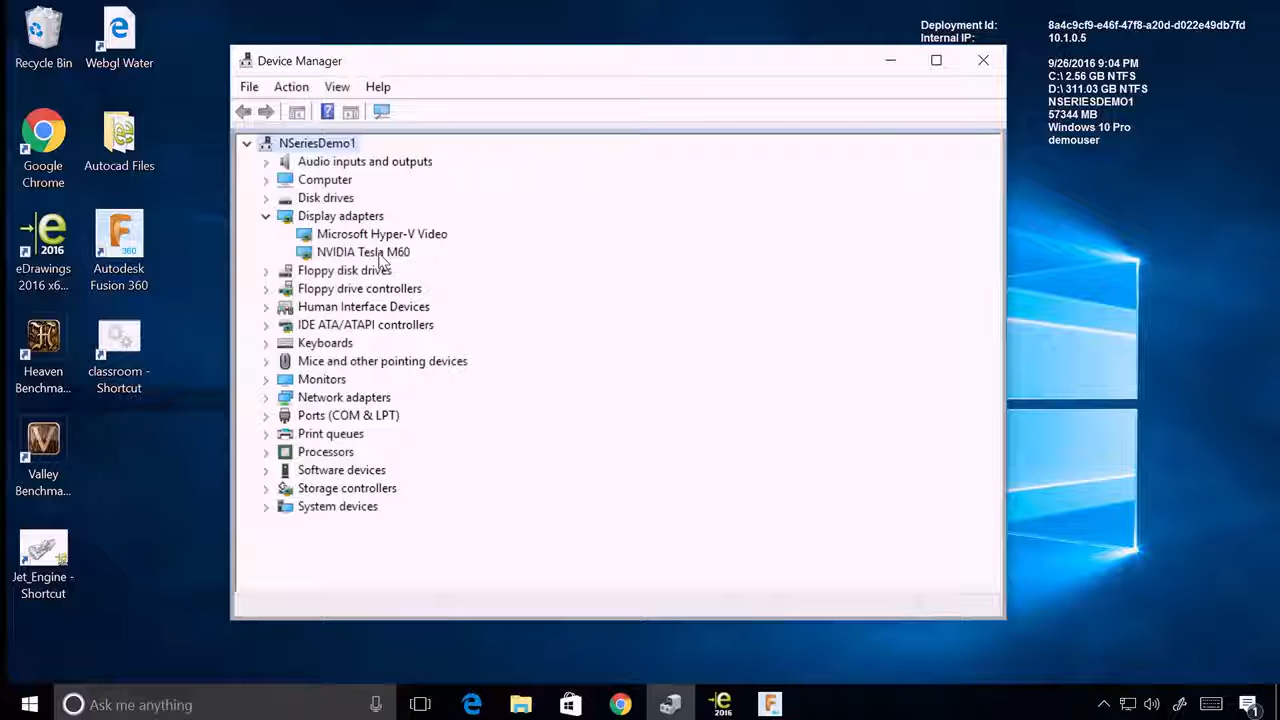 Recycle Bin
Webgl Water
Google
Chrome
Autocad Files
eDrawings
2016 x6...
Autodesk
Fusion 360
Heaven
Benchma...
classroom -
Shortcut
Valley
Benchma...
Jet_Engine -
Shortcut
2016
360
Deployment Id: 8a4c9cf9-e46f-47f8-a20d-d022e49db7fd
Internal IP: 10.1.0.5
9/26/2016 9:04 PM
C:\ 2.56 GB NTFS
D:\ 311.03 GB NTFS
NSERIESDEMO1
57344 MB
Windows 10 Pro
demouser
Device Manager
File Action View Help
NSeriesDemo1
Audio inputs and outputs
Computer
Disk drives
Display adapters
Microsoft Hyper-V Video
NVIDIA Tesla M60
Floppy disk drives
Floppy drive controllers
Human Interface Devices
IDE ATA/ATAPI controllers
Keyboards
Mice and other pointing devices
Monitors
Network adapters
Ports (COM & LPT)
Print queues
Processors
Software devices
Storage controllers
System devices
Ask me anything
2016
1